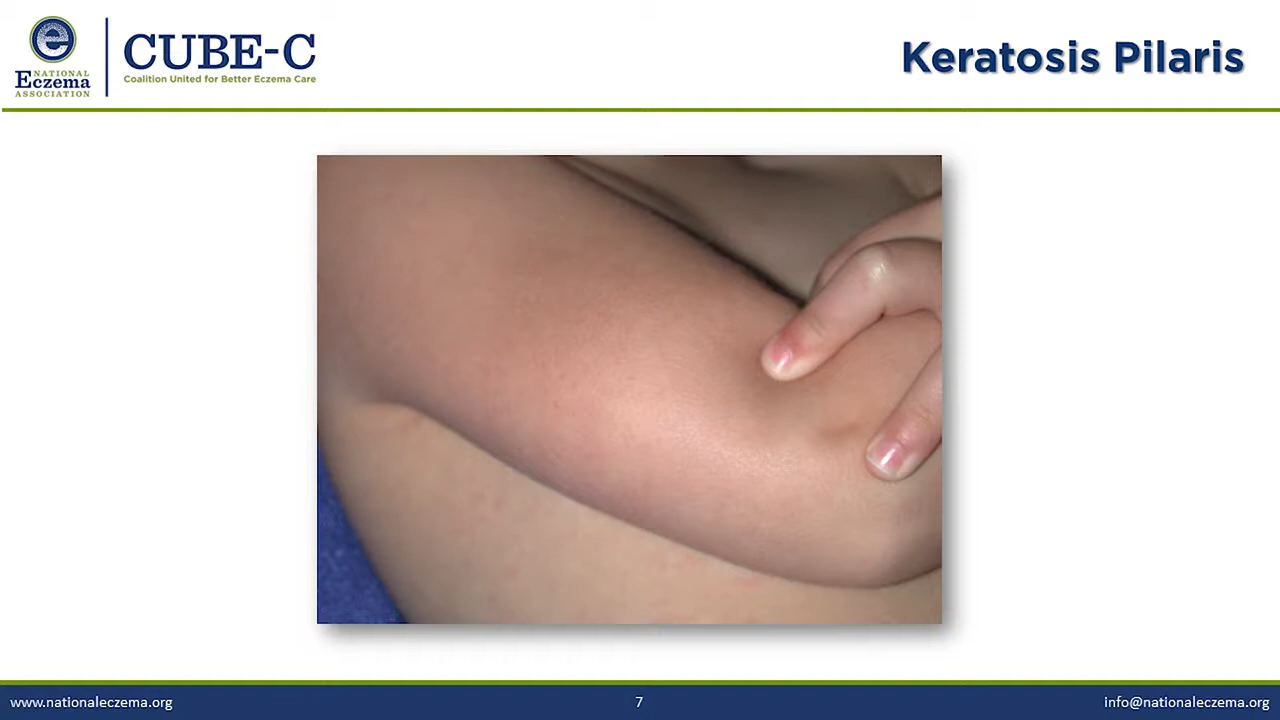 e
NATIONAL
Eczema
ASSOCIATION
CUBE-C
Coalition United for Better Eczema Care
Keratosis Pilaris
www.nationaleczema.org
7
info@nationaleczema.org